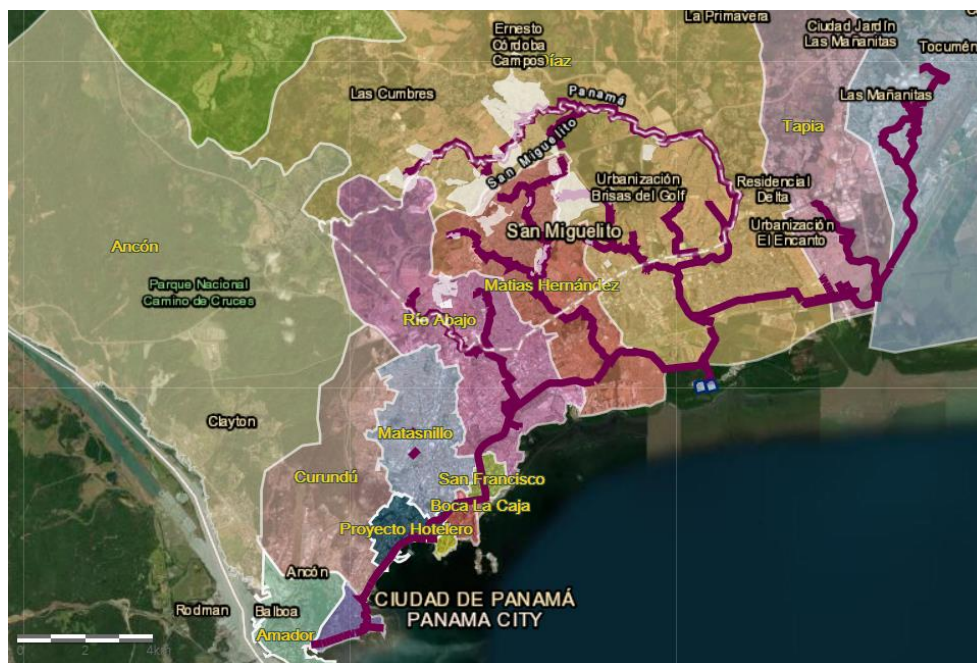 La Primavera
C
Ernesto
Córdoba
Campos
Díaz
Ciudad Jardín
Las Mañanitas
Tocumén
Las Cumbres
Panamá
Las Mañanitas
San Miguelito
Tapia
Urbanización
Brisas del Golf
Residencial
Delta
Urbanización
El Encanto
San Miguelito
Ancón
Parque Nacional
Camino de Cruces
Matías Hernández
Río Abajo
Clayton
Matasnillo
Curundú
San Francisco
Boca La Caja
Proyecto Hotelero
Ancón
CIUDAD DE PANAMÁ
PANAMA CITY
Rodman
Balboa
Amador
0 2 4km